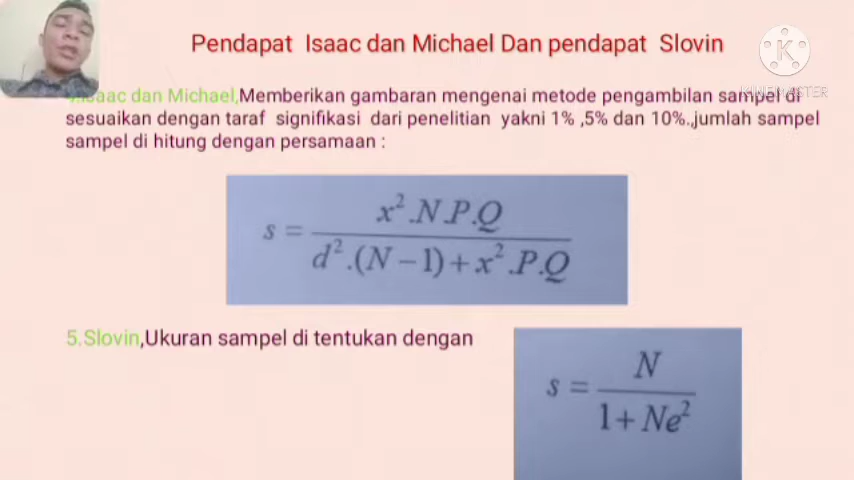 Pendapat Isaac dan Michael Dan pendapat Slovin
K
KINEMASTER
4.Isaac dan Michael,Memberikan gambaran mengenai metode pengambilan sampel di
sesuaikan dengan taraf signifikasi dari penelitian yakni 1% ,5% dan 10%.,jumlah sampel
sampel di hitung dengan persamaan :
s = x².N.P.Q / d².(N – 1) + x².P.Q
5.Slovin,Ukuran sampel di tentukan dengan
s = N / 1 + Ne²